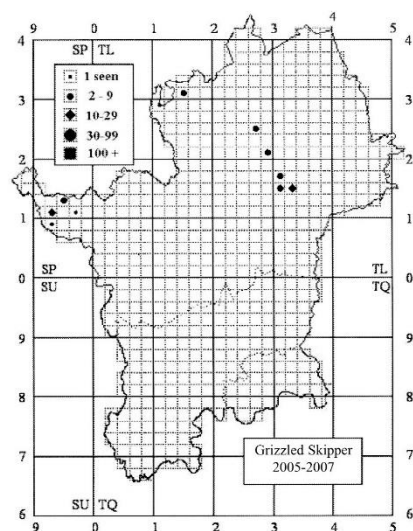 9 0 1 2 3 4 5
4 4
SP TL
1 seen
2 - 9
10-29
30-99
100 +
3 3
2 2
1 1
0 0
SP TL
SU TQ
9 9
8 8
7 7
Grizzled Skipper
2005-2007
6 6
SU TQ
9 0 1 2 3 4 5